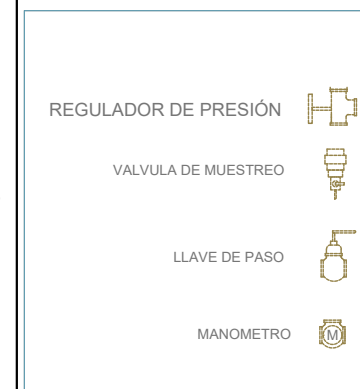 REGULADOR DE PRESIÓN
VALVULA DE MUESTREO
LLAVE DE PASO
MANOMETRO
M